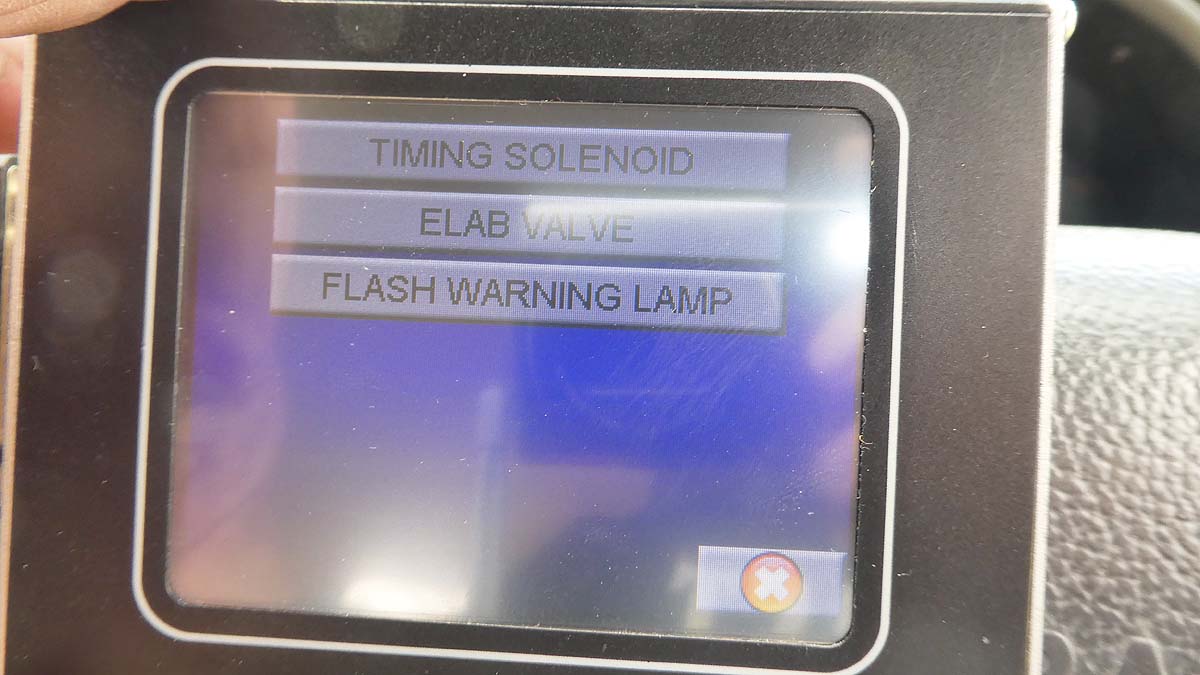 TIMING SOLENOID
ELAB VALVE
FLASH WARNING LAMP